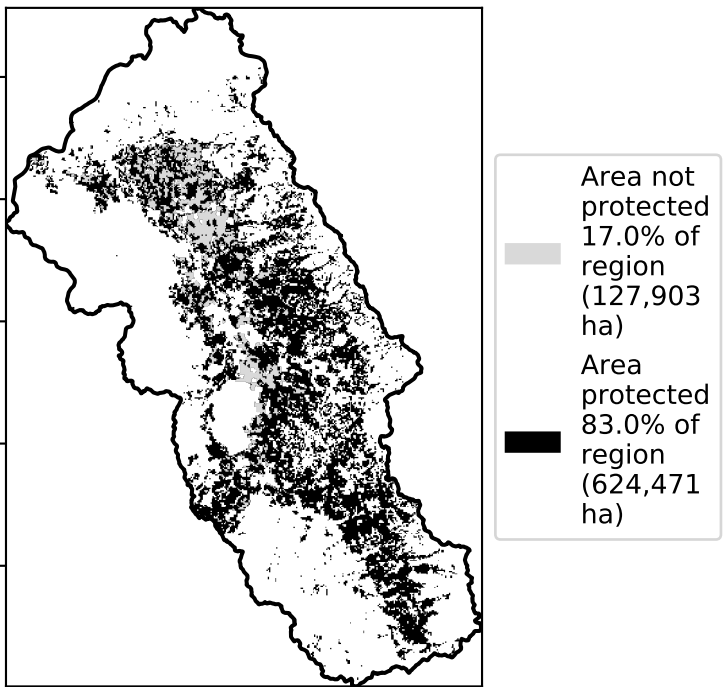 Area not
protected
17.0% of
region
(127,903
ha)
Area
protected
83.0% of
region
(624,471
ha)